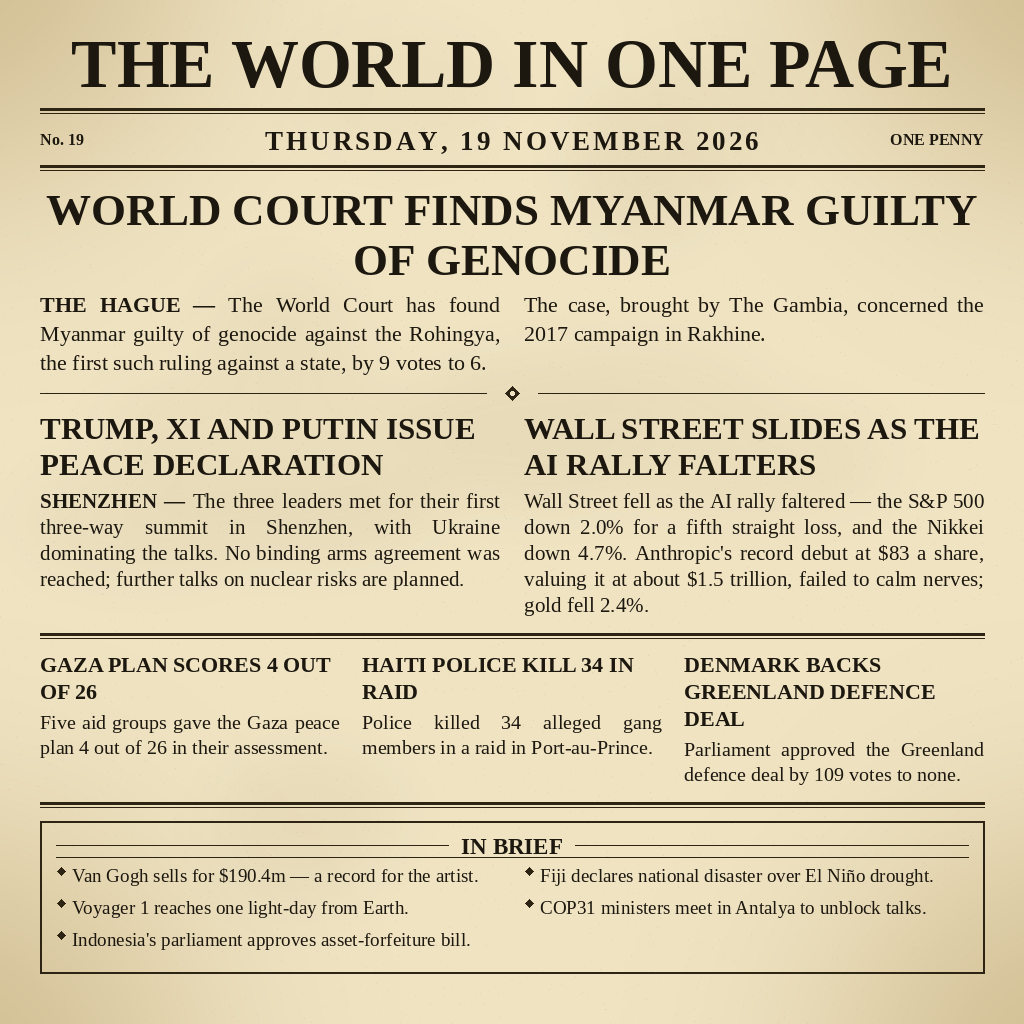 THE WORLD IN ONE PAGE
No. 19
THURSDAY, 19 NOVEMBER 2026
ONE PENNY
WORLD COURT FINDS MYANMAR GUILTY
OF GENOCIDE
THE HAGUE — The World Court has found
Myanmar guilty of genocide against the Rohingya,
the first such ruling against a state, by 9 votes to 6.
The case, brought by The Gambia, concerned the
2017 campaign in Rakhine.
TRUMP, XI AND PUTIN ISSUE
PEACE DECLARATION
SHENZHEN — The three leaders met for their first
three-way summit in Shenzhen, with Ukraine
dominating the talks. No binding arms agreement was
reached; further talks on nuclear risks are planned.
WALL STREET SLIDES AS THE
AI RALLY FALTERS
Wall Street fell as the AI rally faltered — the S&P 500
down 2.0% for a fifth straight loss, and the Nikkei
down 4.7%. Anthropic's record debut at $83 a share,
valuing it at about $1.5 trillion, failed to calm nerves;
gold fell 2.4%.
GAZA PLAN SCORES 4 OUT
OF 26
Five aid groups gave the Gaza peace
plan 4 out of 26 in their assessment.
HAITI POLICE KILL 34 IN
RAID
Police killed 34 alleged gang
members in a raid in Port-au-Prince.
DENMARK BACKS
GREENLAND DEFENCE
DEAL
Parliament approved the Greenland
defence deal by 109 votes to none.
IN BRIEF
Van Gogh sells for $190.4m — a record for the artist.
Voyager 1 reaches one light-day from Earth.
Indonesia's parliament approves asset-forfeiture bill.
Fiji declares national disaster over El Niño drought.
COP31 ministers meet in Antalya to unblock talks.